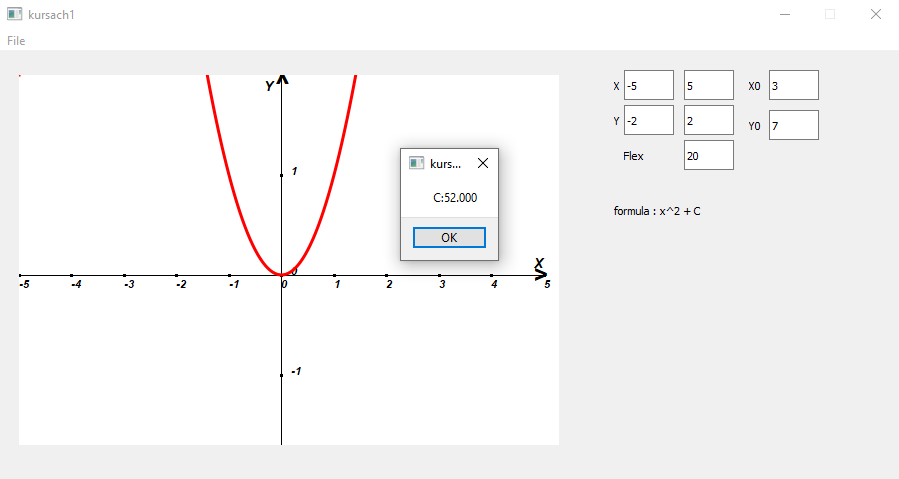 kursach1
File
Y
1
0
X
-5 -4 -3 -2 -1 0 1 2 3 4 5
-1
kurs...
C:52.000
OK
X -5 5 X0 3
Y -2 2 Y0 7
Flex 20
formula : x^2 + C